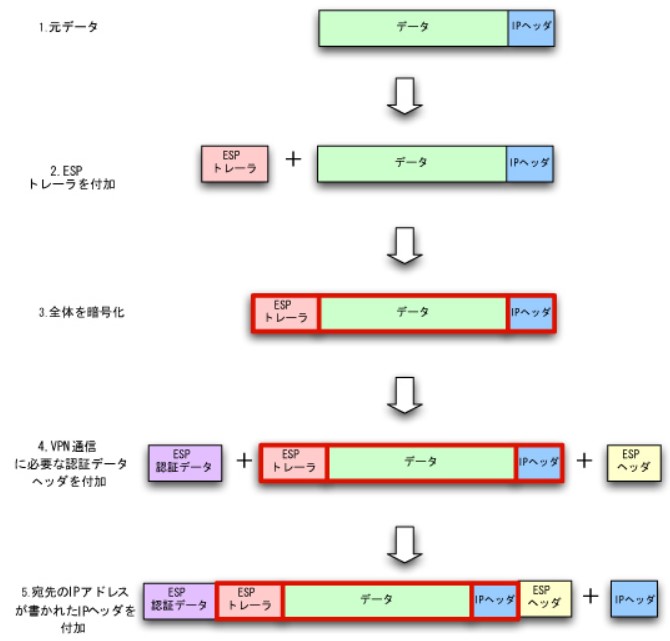 1.元データ
データ
IPヘッダ
2.ESP
トレーラを付加
ESP
トレーラ
+
データ
IPヘッダ
3.全体を暗号化
ESP
トレーラ
データ
IPヘッダ
4.VPN通信
に必要な認証データ
ヘッダを付加
ESP
認証データ
+
ESP
トレーラ
データ
IPヘッダ
+
ESP
ヘッダ
5.宛先のIPアドレス
が書かれたIPヘッダを
付加
ESP
認証データ
ESP
トレーラ
データ
IPヘッダ
ESP
ヘッダ
+
IPヘッダ